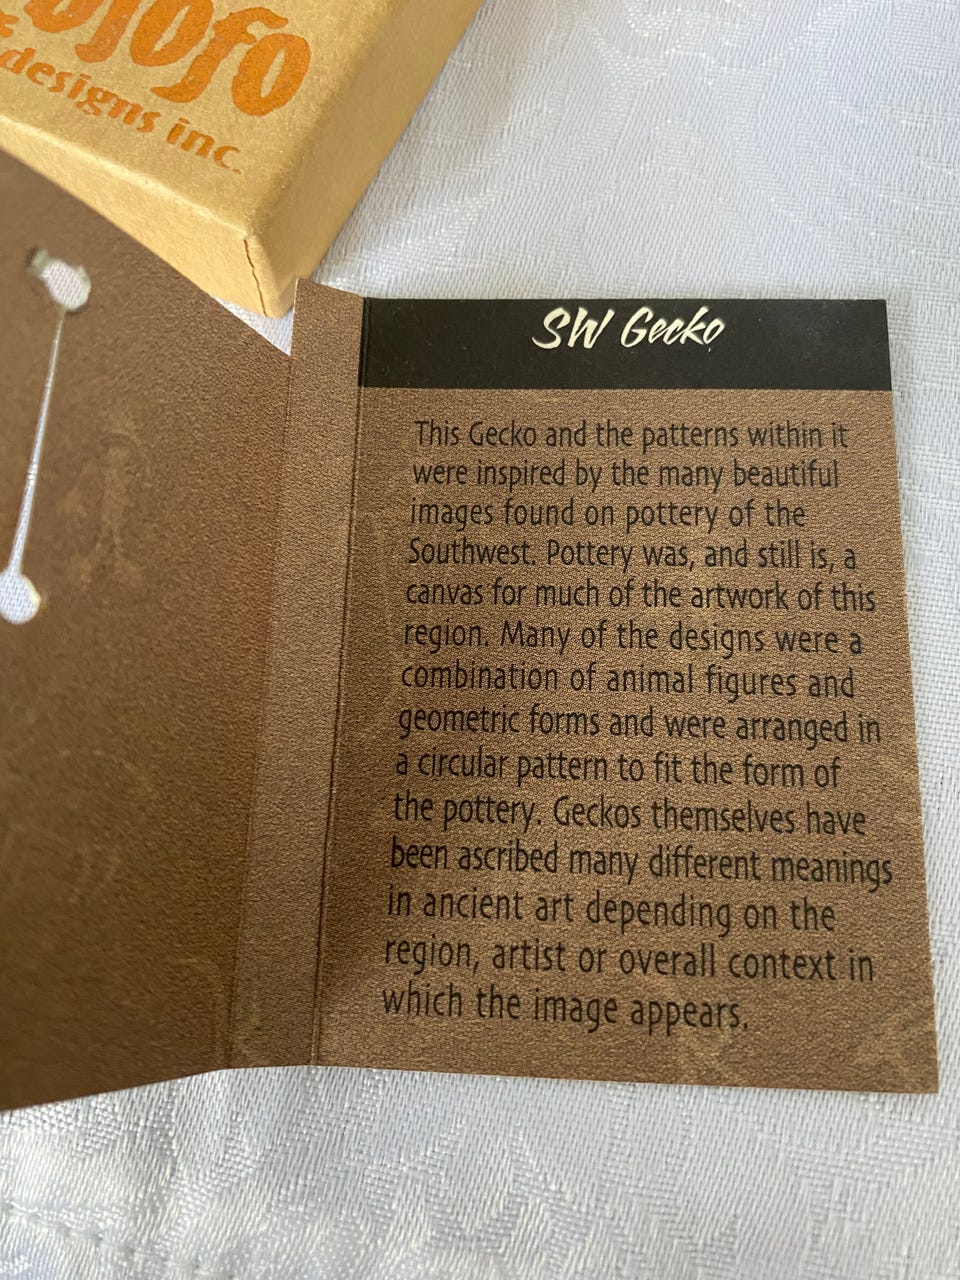 designs inc.
SW Gecko
This Gecko and the patterns within it
were inspired by the many beautiful
images found on pottery of the
Southwest. Pottery was, and still is, a
canvas for much of the artwork of this
region. Many of the designs were a
combination of animal figures and
geometric forms and were arranged in
a circular pattern to fit the form of
the pottery. Geckos themselves have
been ascribed many different meanings
in ancient art depending on the
region, artist or overall context in
which the image appears.